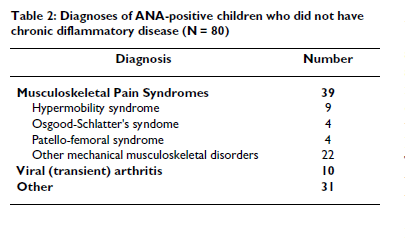 Table 2: Diagnoses of ANA-positive children who did not have
chronic diflammatory disease (N = 80)
Diagnosis Number
Musculoskeletal Pain Syndromes 39
Hypermobility syndrome 9
Osgood-Schlatter's syndome 4
Patello-femoral syndrome 4
Other mechanical musculoskeletal disorders 22
Viral (transient) arthritis 10
Other 31